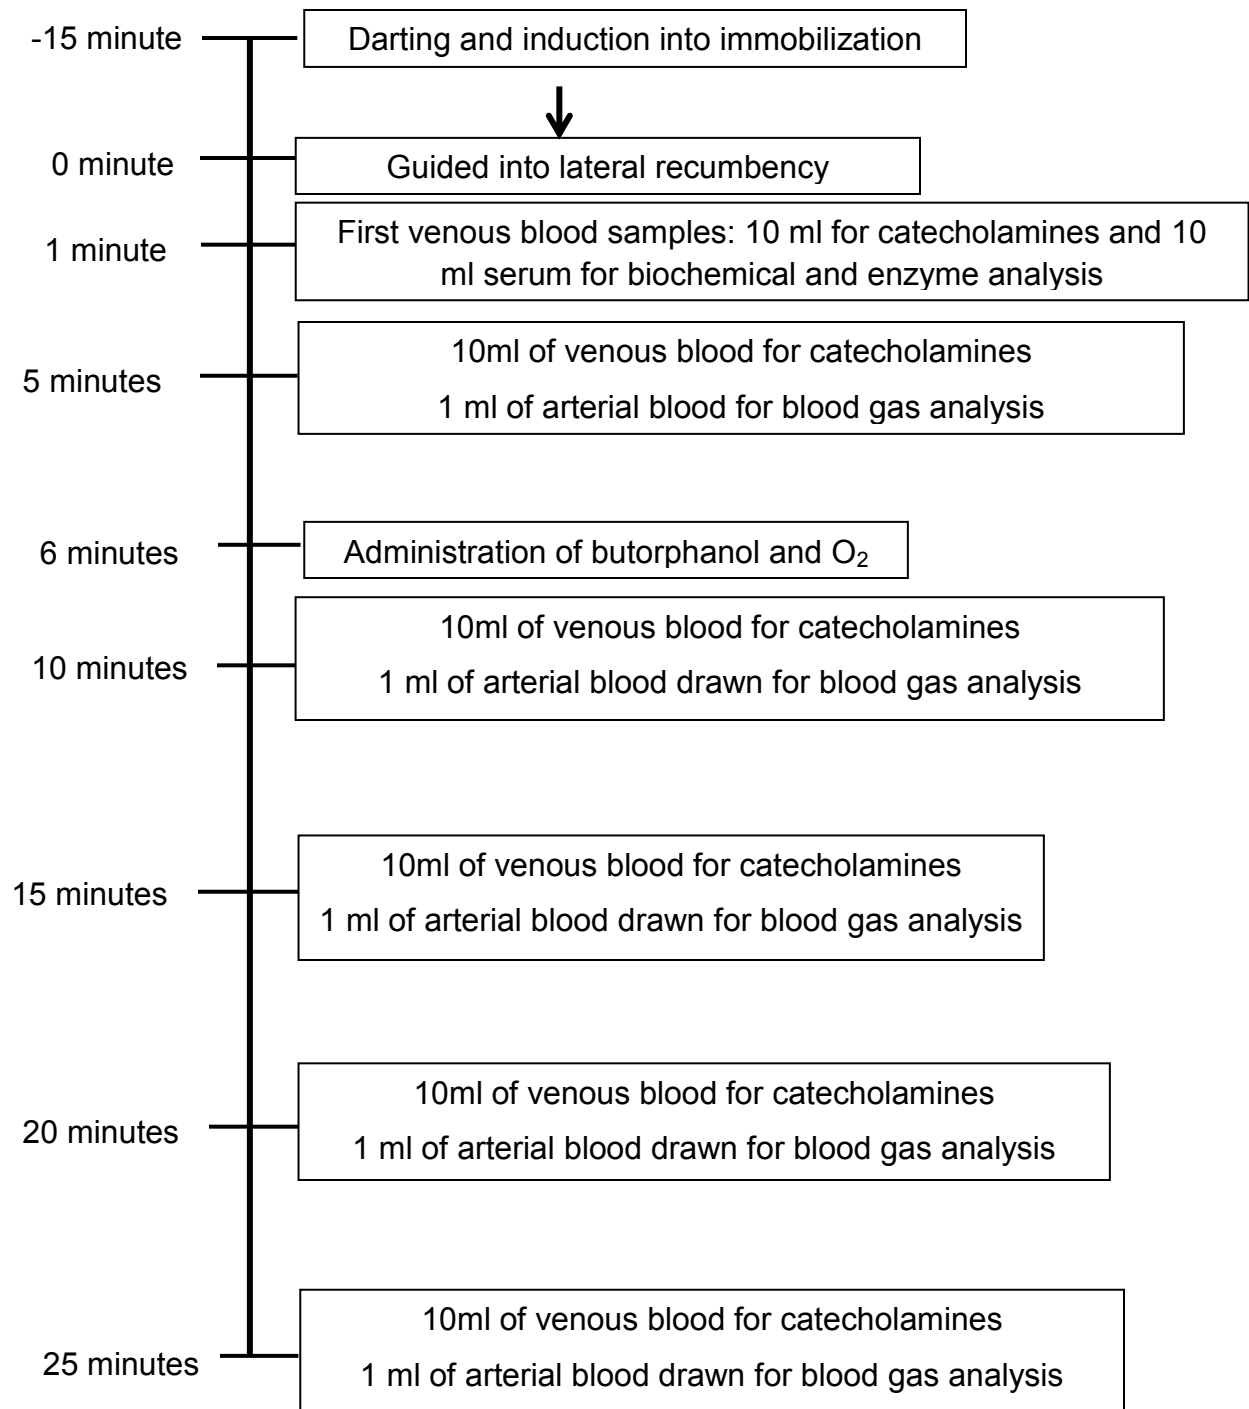 -15 minute
Darting and induction into immobilization
0 minute
Guided into lateral recumbency
1 minute
First venous blood samples: 10 ml for catecholamines and 10
ml serum for biochemical and enzyme analysis
5 minutes
10ml of venous blood for catecholamines
1 ml of arterial blood for blood gas analysis
6 minutes
Administration of butorphanol and O₂
10 minutes
10ml of venous blood for catecholamines
1 ml of arterial blood drawn for blood gas analysis
15 minutes
10ml of venous blood for catecholamines
1 ml of arterial blood drawn for blood gas analysis
20 minutes
10ml of venous blood for catecholamines
1 ml of arterial blood drawn for blood gas analysis
25 minutes
10ml of venous blood for catecholamines
1 ml of arterial blood drawn for blood gas analysis